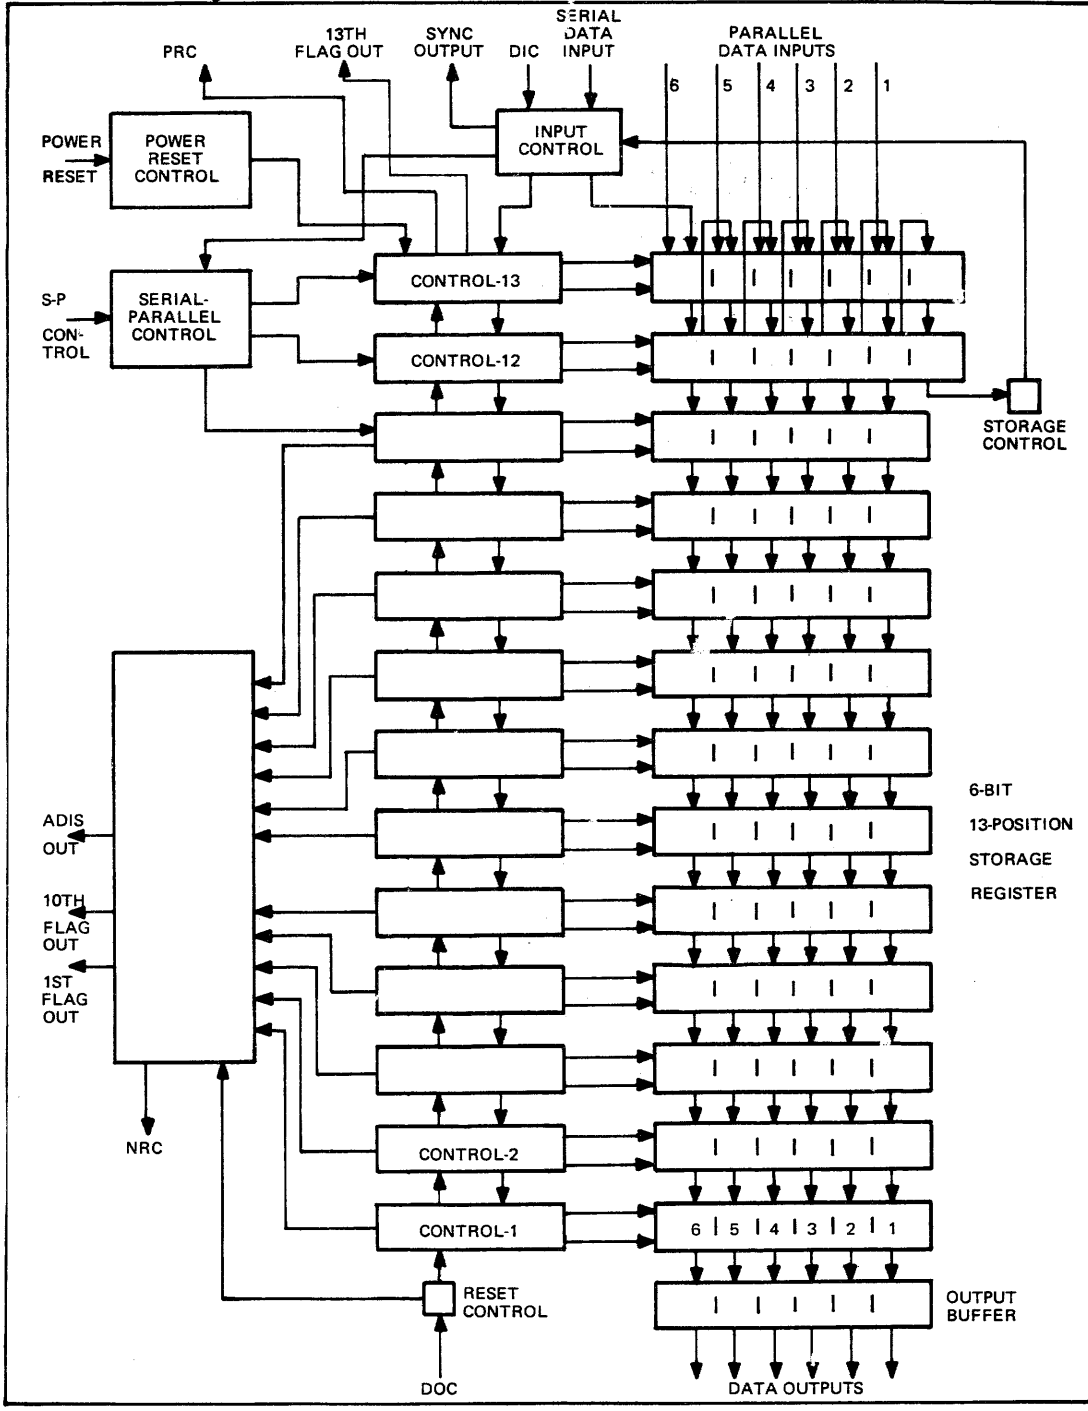 PRC
13TH
FLAG OUT
SYNC
OUTPUT
DIC
SERIAL
DATA
INPUT
PARALLEL
DATA INPUTS
6 5 4 3 2 1
POWER
RESET
POWER
RESET
CONTROL
INPUT
CONTROL
S-P
CON-
TROL
SERIAL-
PARALLEL
CONTROL
CONTROL-13
CONTROL-12
STORAGE
CONTROL
ADIS
OUT
10TH
FLAG
OUT
1ST
FLAG
OUT
NRC
6-BIT
13-POSITION
STORAGE
REGISTER
CONTROL-2
CONTROL-1
6 5 4 3 2 1
RESET
CONTROL
OUTPUT
BUFFER
DOC
DATA OUTPUTS